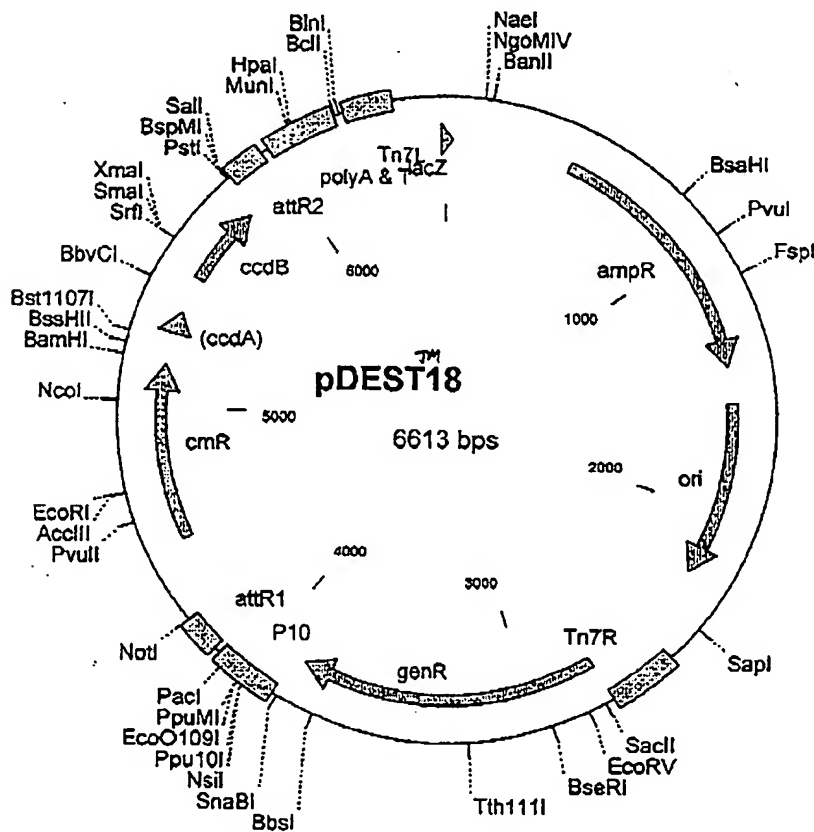 BlnI
BclI
HpaI
MunI
SalI
BspMI
PstI
XmaI
SmaI
SrfI
BbvCI
Bst1107I
BssHII
BamHI
NcoI
EcoRI
AccIII
PvuII
NotI
PacI
PpuMI
EcoO109I
Ppu10I
NsiI
SnaBI
BbsI
Tth111I
BseRI
EcoRV
SacII
SapI
FspI
PvuI
BsaHI
BanII
NgoMIV
NaeI
Tn7L
lacZ
polyA & T
attR2
ccdB
6000
ampR
1000
(ccdA)
pDEST18
TM
6613 bps
5000
cmR
2000
ori
4000
3000
attR1
P10
genR
Tn7R